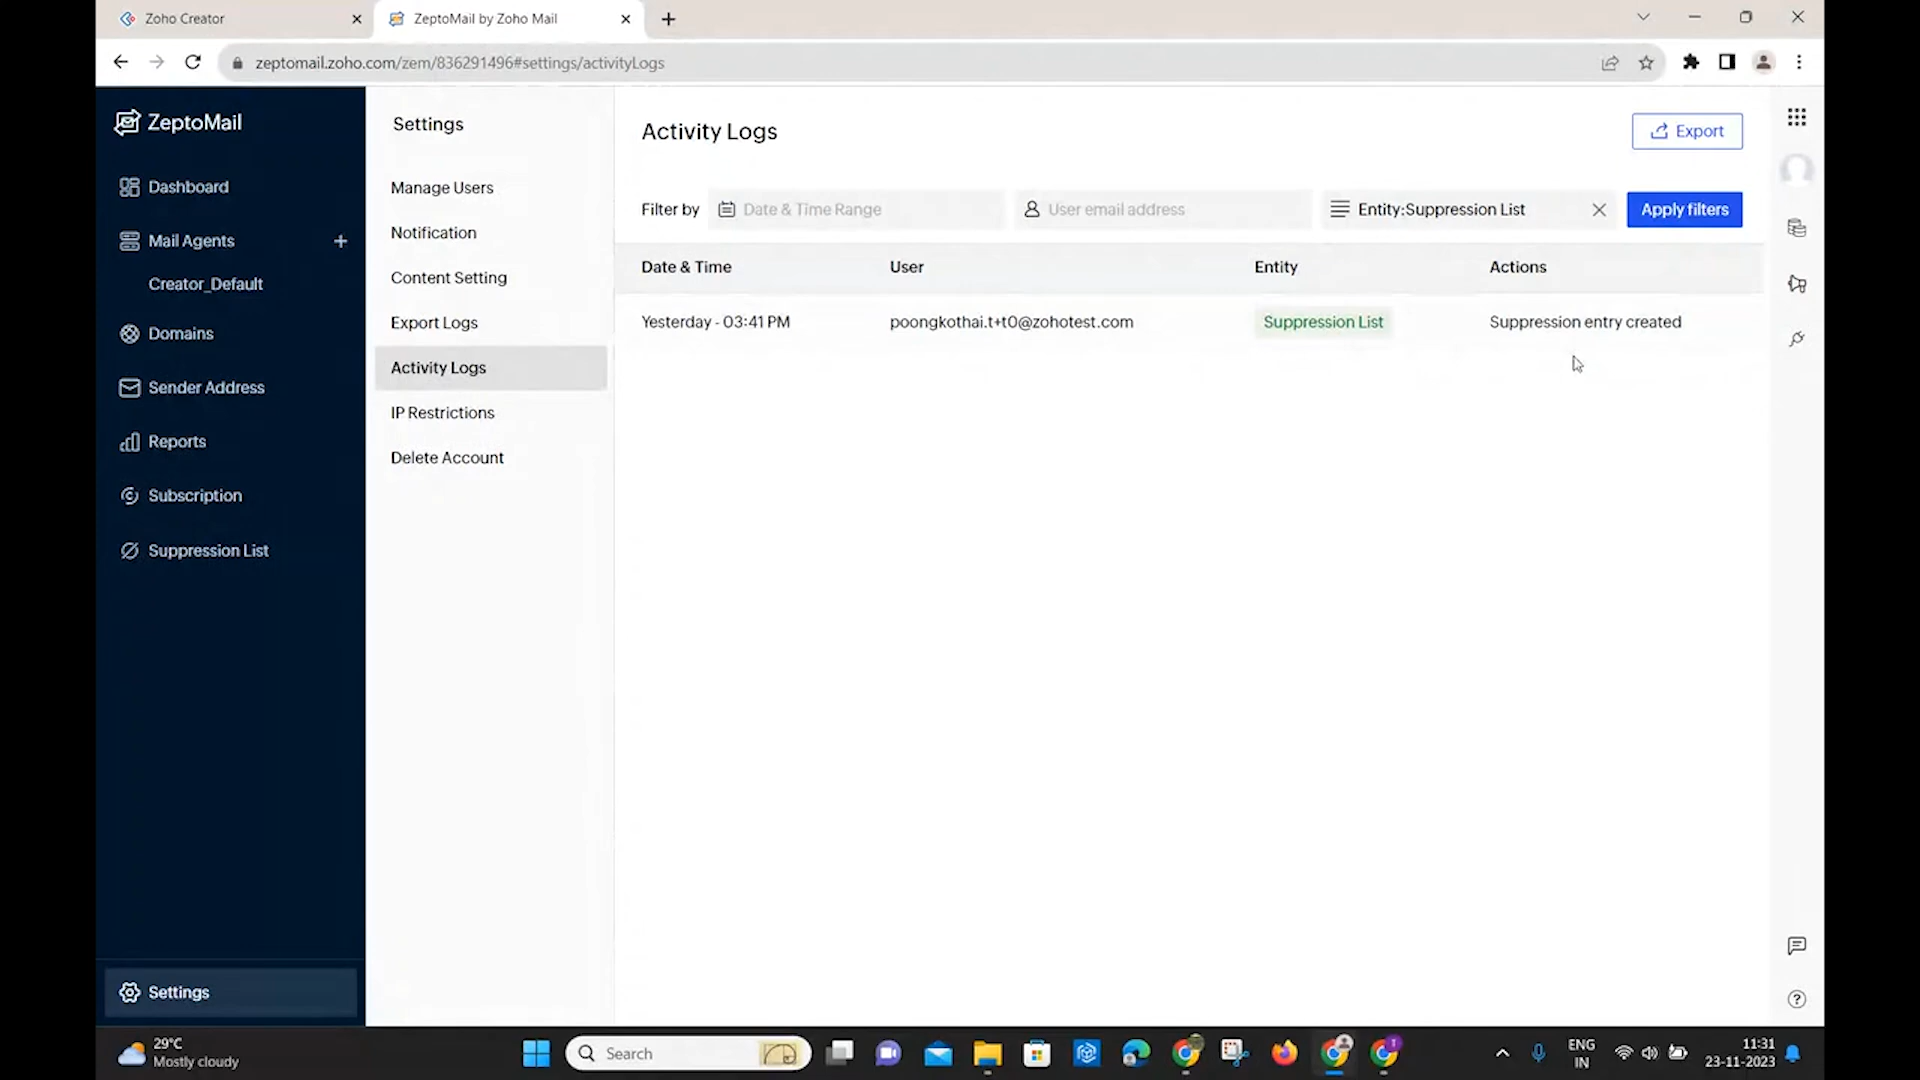 Zoho Creator
ZeptoMail by Zoho Mail
zeptomail.zoho.com/zem/836291496#settings/activityLogs
ZeptoMail
Dashboard
Mail Agents
Creator_Default
Domains
Sender Address
Reports
Subscription
Suppression List
Settings
Settings
Manage Users
Notification
Content Setting
Export Logs
Activity Logs
IP Restrictions
Delete Account
Activity Logs
Export
Filter by Date & Time Range User email address Entity:Suppression List Apply filters
Date & Time User Entity Actions
Yesterday - 03:41 PM poongkothai.t+t0@zohotest.com Suppression List Suppression entry created
29°C
Mostly cloudy
Search
ENG
IN
11:31
23-11-2023